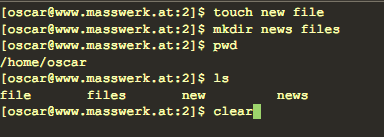 [oscar@www.masswerk.at:2]$ touch new file
[oscar@www.masswerk.at:2]$ mkdir news files
[oscar@www.masswerk.at:2]$ pwd
/home/oscar
[oscar@www.masswerk.at:2]$ ls
file       files       new         news
[oscar@www.masswerk.at:2]$ clear